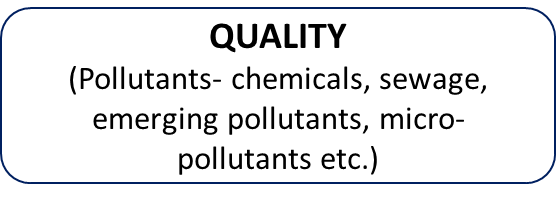 QUALITY
(Pollutants- chemicals, sewage,
emerging pollutants, micro-
pollutants etc.)